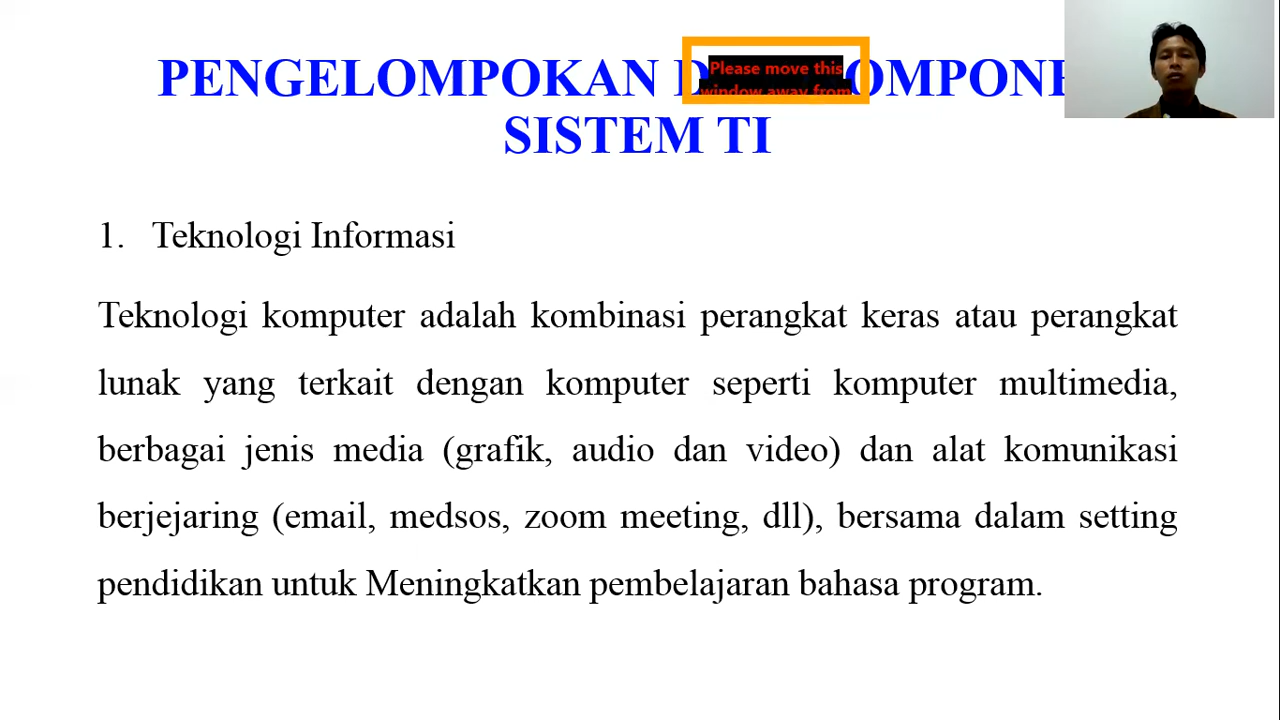 PENGELOMPOKAN
Please move this
window away from
SISTEM TI
1. Teknologi Informasi
Teknologi komputer adalah kombinasi perangkat keras atau perangkat
lunak yang terkait dengan komputer seperti komputer multimedia,
berbagai jenis media (grafik, audio dan video) dan alat komunikasi
berjejaring (email, medsos, zoom meeting, dll), bersama dalam setting
pendidikan untuk Meningkatkan pembelajaran bahasa program.